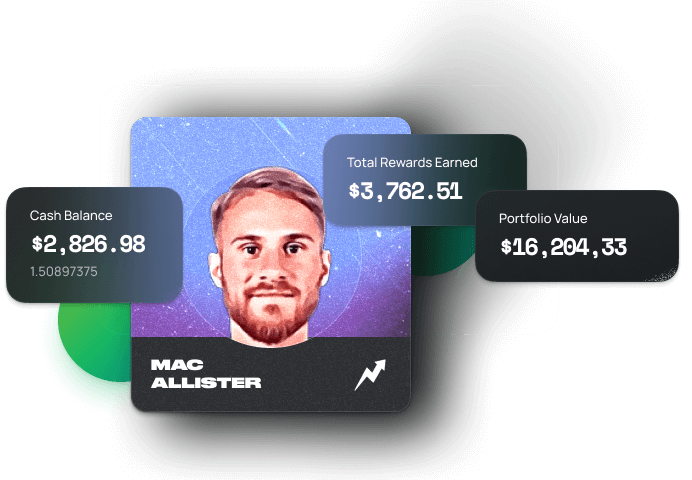 Total Rewards Earned
$3,762.51
Cash Balance
$2,826.98
1.50897375
Portfolio Value
$16,204,33
MAC
ALLISTER